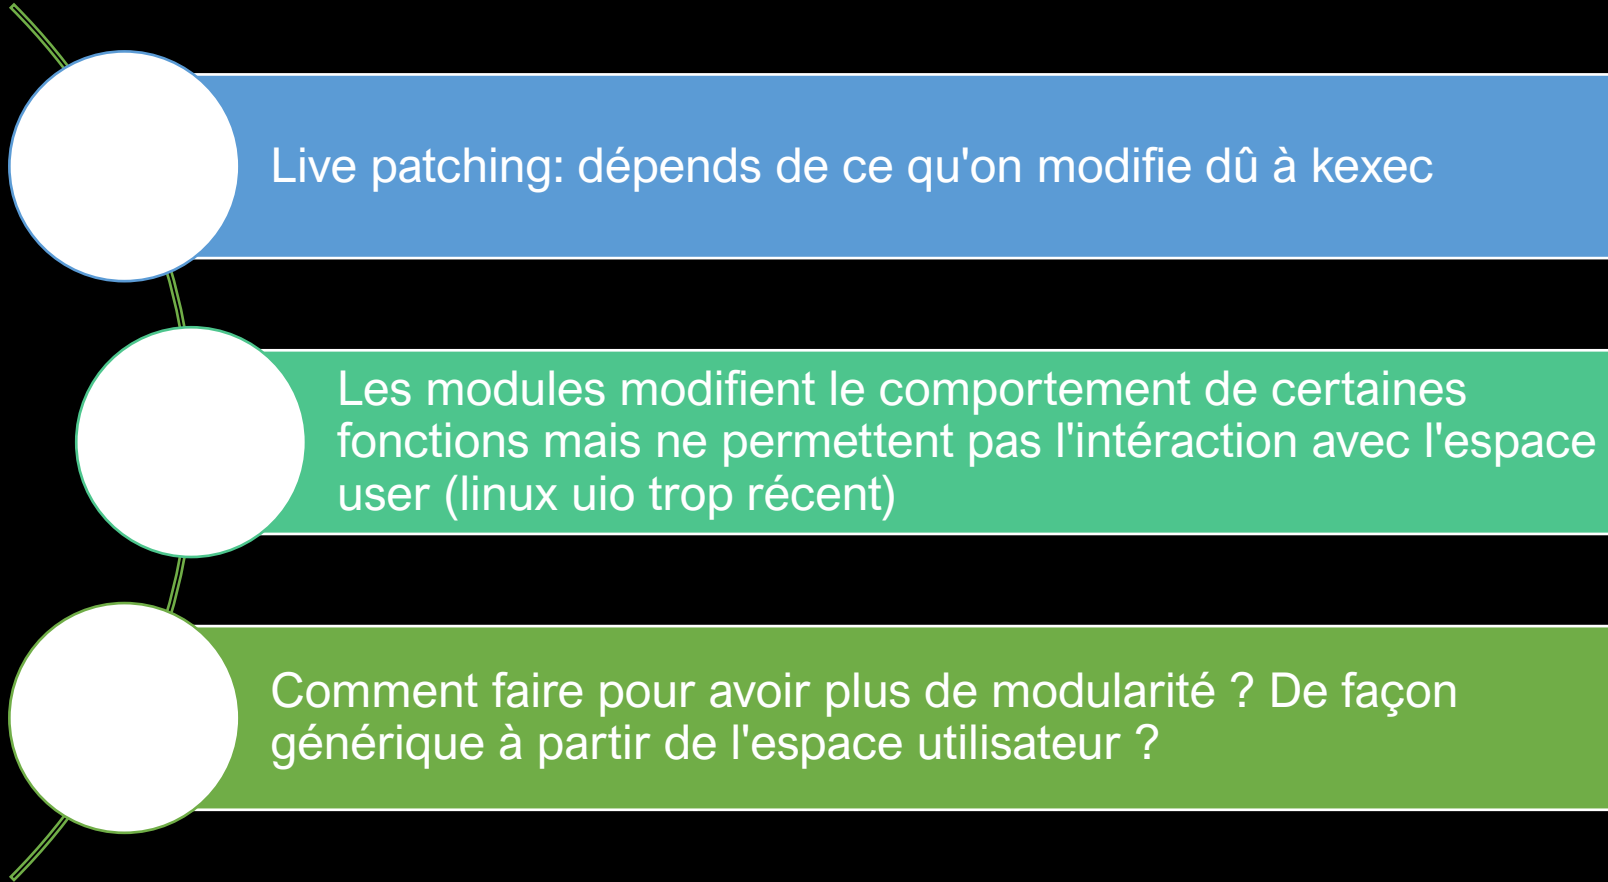 Live patching: dépends de ce qu'on modifie dû à kexec
Les modules modifient le comportement de certaines
fonctions mais ne permettent pas l'intéraction avec l'espace
user (linux uio trop récent)
Comment faire pour avoir plus de modularité ? De façon
générique à partir de l'espace utilisateur ?